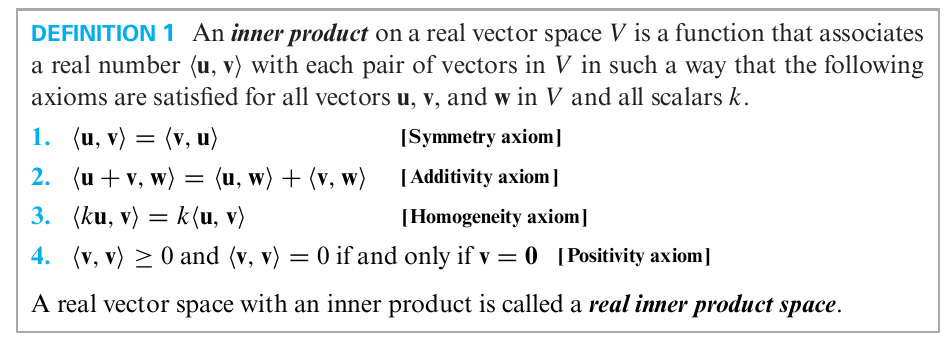 DEFINITION 1 An inner product on a real vector space V is a function that associates
a real number ⟨u, v⟩ with each pair of vectors in V in such a way that the following
axioms are satisfied for all vectors u, v, and w in V and all scalars k.
1. ⟨u, v⟩ = ⟨v, u⟩ [Symmetry axiom]
2. ⟨u + v, w⟩ = ⟨u, w⟩ + ⟨v, w⟩ [Additivity axiom]
3. ⟨ku, v⟩ = k⟨u, v⟩ [Homogeneity axiom]
4. ⟨v, v⟩ ≥ 0 and ⟨v, v⟩ = 0 if and only if v = 0 [Positivity axiom]
A real vector space with an inner product is called a real inner product space.